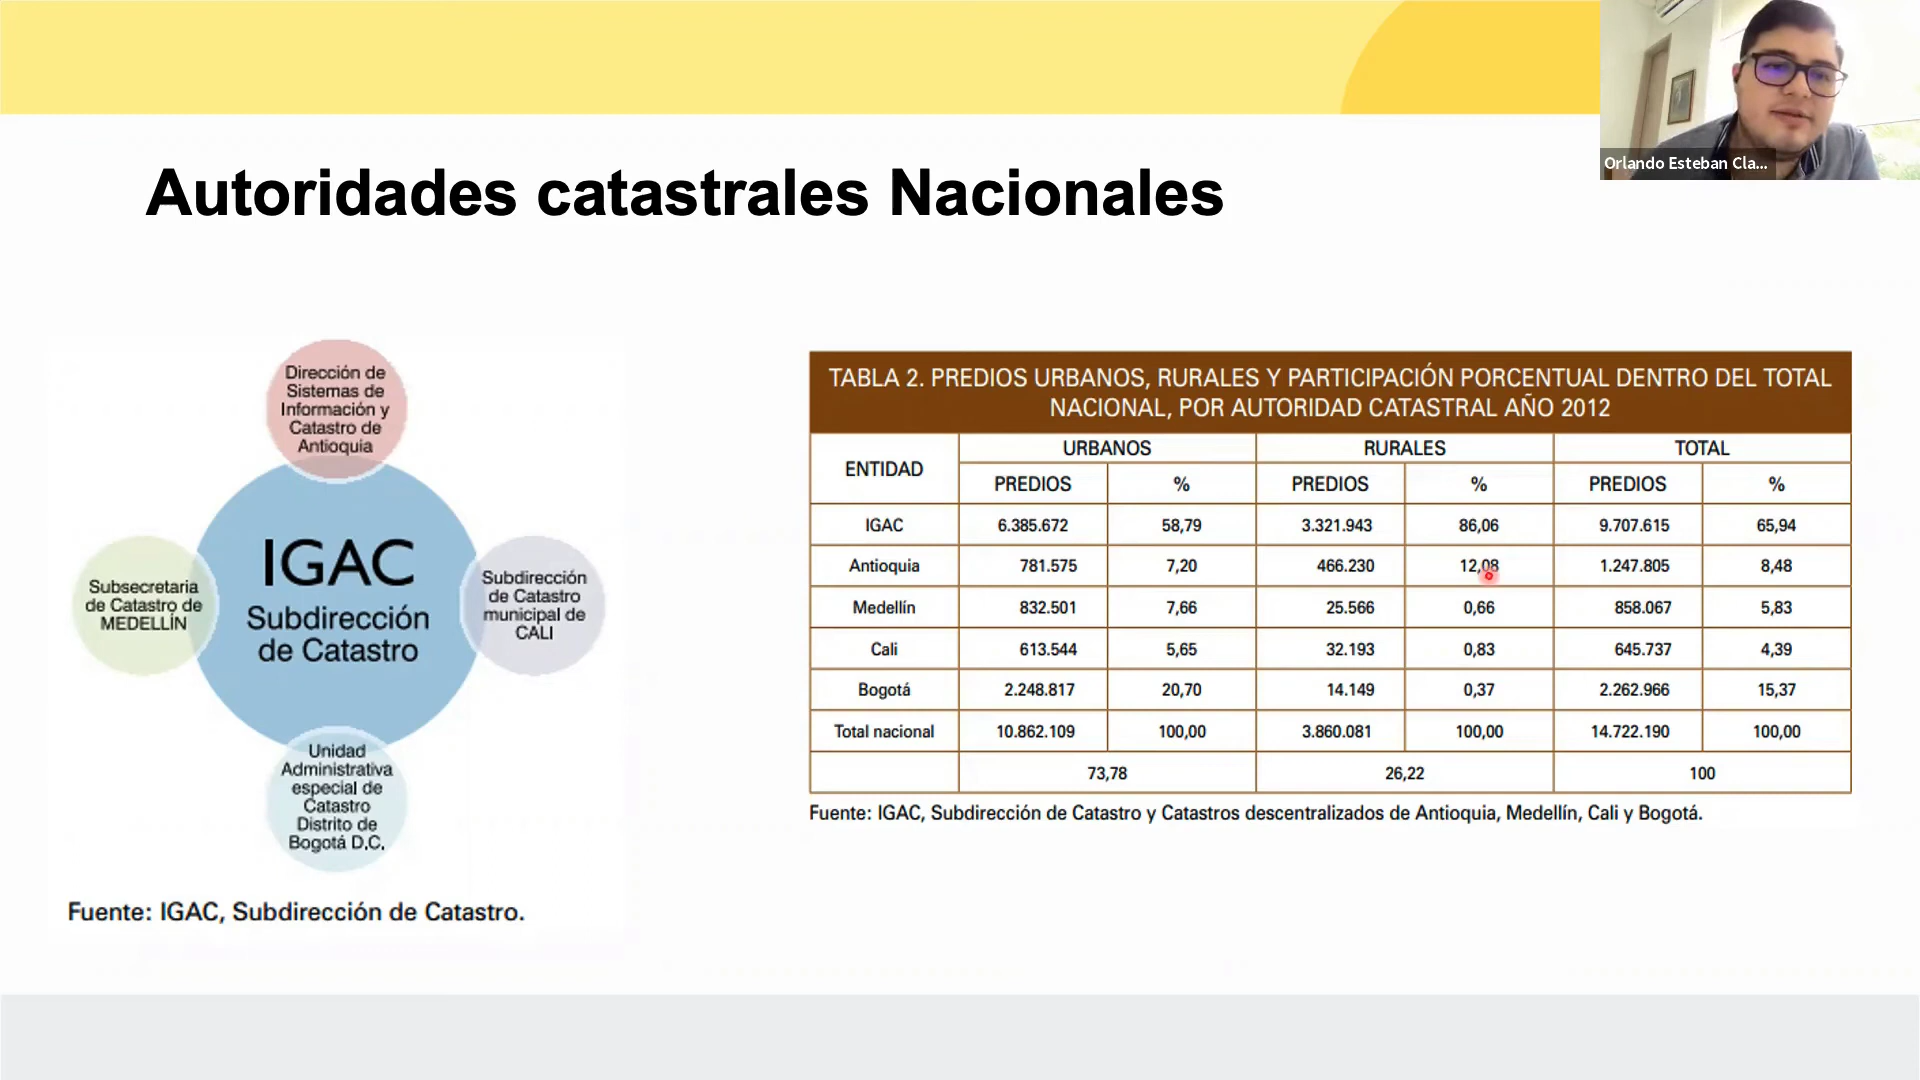 Orlando Esteban Cla...
Autoridades catastrales Nacionales
Dirección de
Sistemas de
Información y
Catastro de
Antioquia
IGAC
Subdirección
de Catastro
Subsecretaria
de Catastro de
MEDELLÍN
Subdirección
de Catastro
municipal de
CALI
Unidad
Administrativa
especial de
Catastro
Distrito de
Bogotá D.C.
Fuente: IGAC, Subdirección de Catastro.
TABLA 2. PREDIOS URBANOS, RURALES Y PARTICIPACIÓN PORCENTUAL DENTRO DEL TOTAL
NACIONAL, POR AUTORIDAD CATASTRAL AÑO 2012
ENTIDAD URBANOS RURALES TOTAL
PREDIOS % PREDIOS % PREDIOS %
IGAC 6.385.672 58,79 3.321.943 86,06 9.707.615 65,94
Antioquia 781.575 7,20 466.230 12,08 1.247.805 8,48
Medellín 832.501 7,66 25.566 0,66 858.067 5,83
Cali 613.544 5,65 32.193 0,83 645.737 4,39
Bogotá 2.248.817 20,70 14.149 0,37 2.262.966 15,37
Total nacional 10.862.109 100,00 3.860.081 100,00 14.722.190 100,00
73,78 26,22 100
Fuente: IGAC, Subdirección de Catastro y Catastros descentralizados de Antioquia, Medellín, Cali y Bogotá.